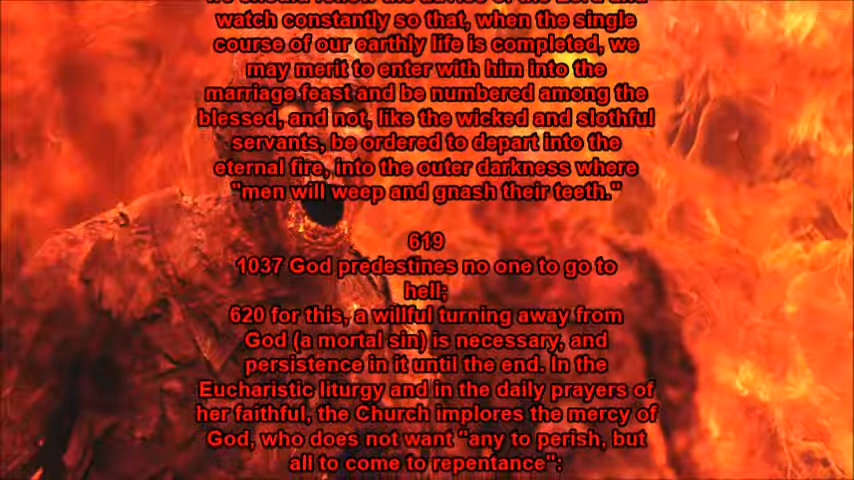 watch constantly so that, when the single
course of our earthly life is completed, we
may merit to enter with him into the
marriage feast and be numbered among the
blessed, and not, like the wicked and slothful
servants, be ordered to depart into the
eternal fire, into the outer darkness where
"men will weep and gnash their teeth."
619
1037 God predestines no one to go to
hell;
620 for this, a willful turning away from
God (a mortal sin) is necessary, and
persistence in it until the end. In the
Eucharistic liturgy and in the daily prayers of
her faithful, the Church implores the mercy of
God, who does not want "any to perish, but
all to come to repentance":